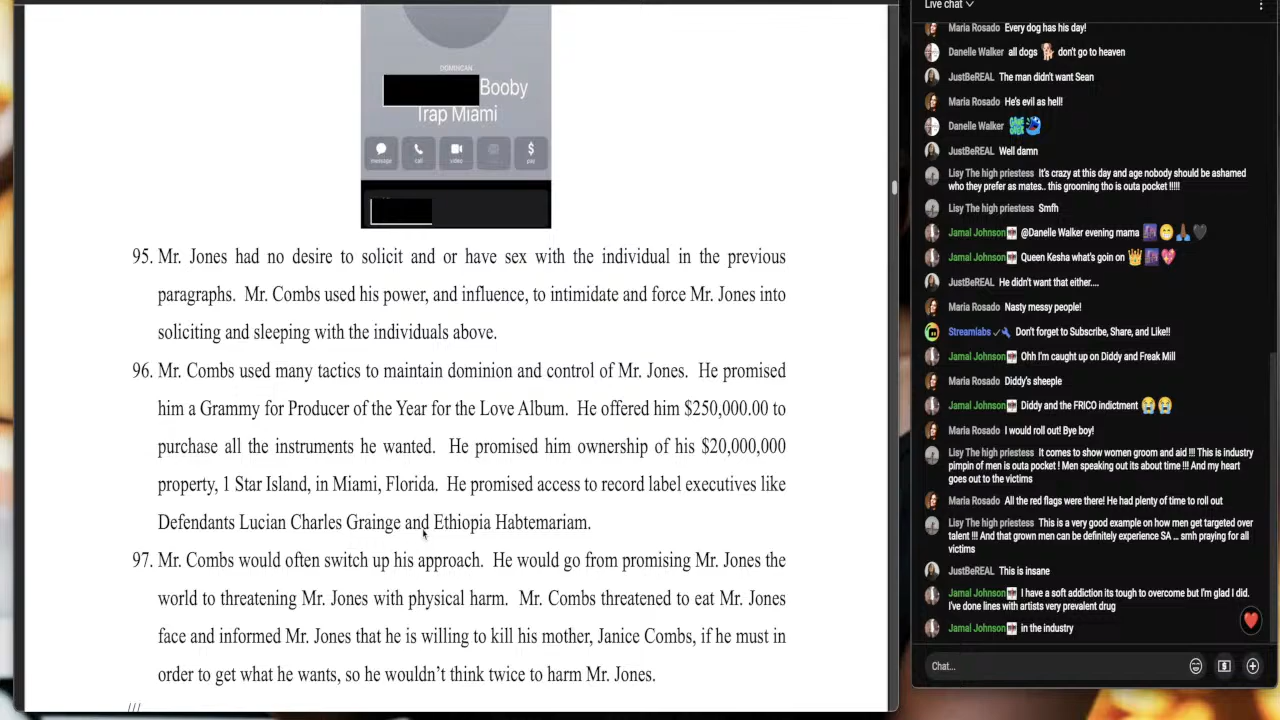 DOMINICAN
Booby
Trap Miami
message call video pay
95. Mr. Jones had no desire to solicit and or have sex with the individual in the previous
paragraphs. Mr. Combs used his power, and influence, to intimidate and force Mr. Jones into
soliciting and sleeping with the individuals above.
96. Mr. Combs used many tactics to maintain dominion and control of Mr. Jones. He promised
him a Grammy for Producer of the Year for the Love Album. He offered him $250,000.00 to
purchase all the instruments he wanted. He promised him ownership of his $20,000,000
property, 1 Star Island, in Miami, Florida. He promised access to record label executives like
Defendants Lucian Charles Grainge and Ethiopia Habtemariam.
97. Mr. Combs would often switch up his approach. He would go from promising Mr. Jones the
world to threatening Mr. Jones with physical harm. Mr. Combs threatened to eat Mr. Jones
face and informed Mr. Jones that he is willing to kill his mother, Janice Combs, if he must in
order to get what he wants, so he wouldn't think twice to harm Mr. Jones.
///
Live chat
Maria Rosado Every dog has his day!
Danelle Walker all dogs 🐕 don't go to heaven
JustBeREAL The man didn't want Sean
Maria Rosado He's evil as hell!
Danelle Walker
JustBeREAL Well damn
Lisy The high priestess It's crazy at this day and age nobody should be ashamed
who they prefer as mates.. this grooming tho is outa pocket !!!!!
Lisy The high priestess Smfh
Jamal Johnson @Danelle Walker evening mama 🌆😁🙏🏾🖤
Jamal Johnson Queen Kesha what's goin on 👑🌆💖
JustBeREAL He didn't want that either....
Maria Rosado Nasty messy people!
Streamlabs Don't forget to Subscribe, Share, and Like!!
Jamal Johnson Ohh I'm caught up on Diddy and Freak Mill
Maria Rosado Diddy's sheeple
Jamal Johnson Diddy and the FRICO indictment 😭😭
Maria Rosado I would roll out! Bye boy!
Lisy The high priestess It comes to show women groom and aid !!! This is industry
pimpin of men is outa pocket ! Men speaking out its about time !!! And my heart
goes out to the victims
Maria Rosado All the red flags were there! He had plenty of time to roll out
Lisy The high priestess This is a very good example on how men get targeted over
talent !!! And that grown men can be definitely experience SA ... smh praying for all
victims
JustBeREAL This is insane
Jamal Johnson I have a soft addiction its tough to overcome but I'm glad I did.
I've done lines with artists very prevalent drug
Jamal Johnson in the industry
Chat...